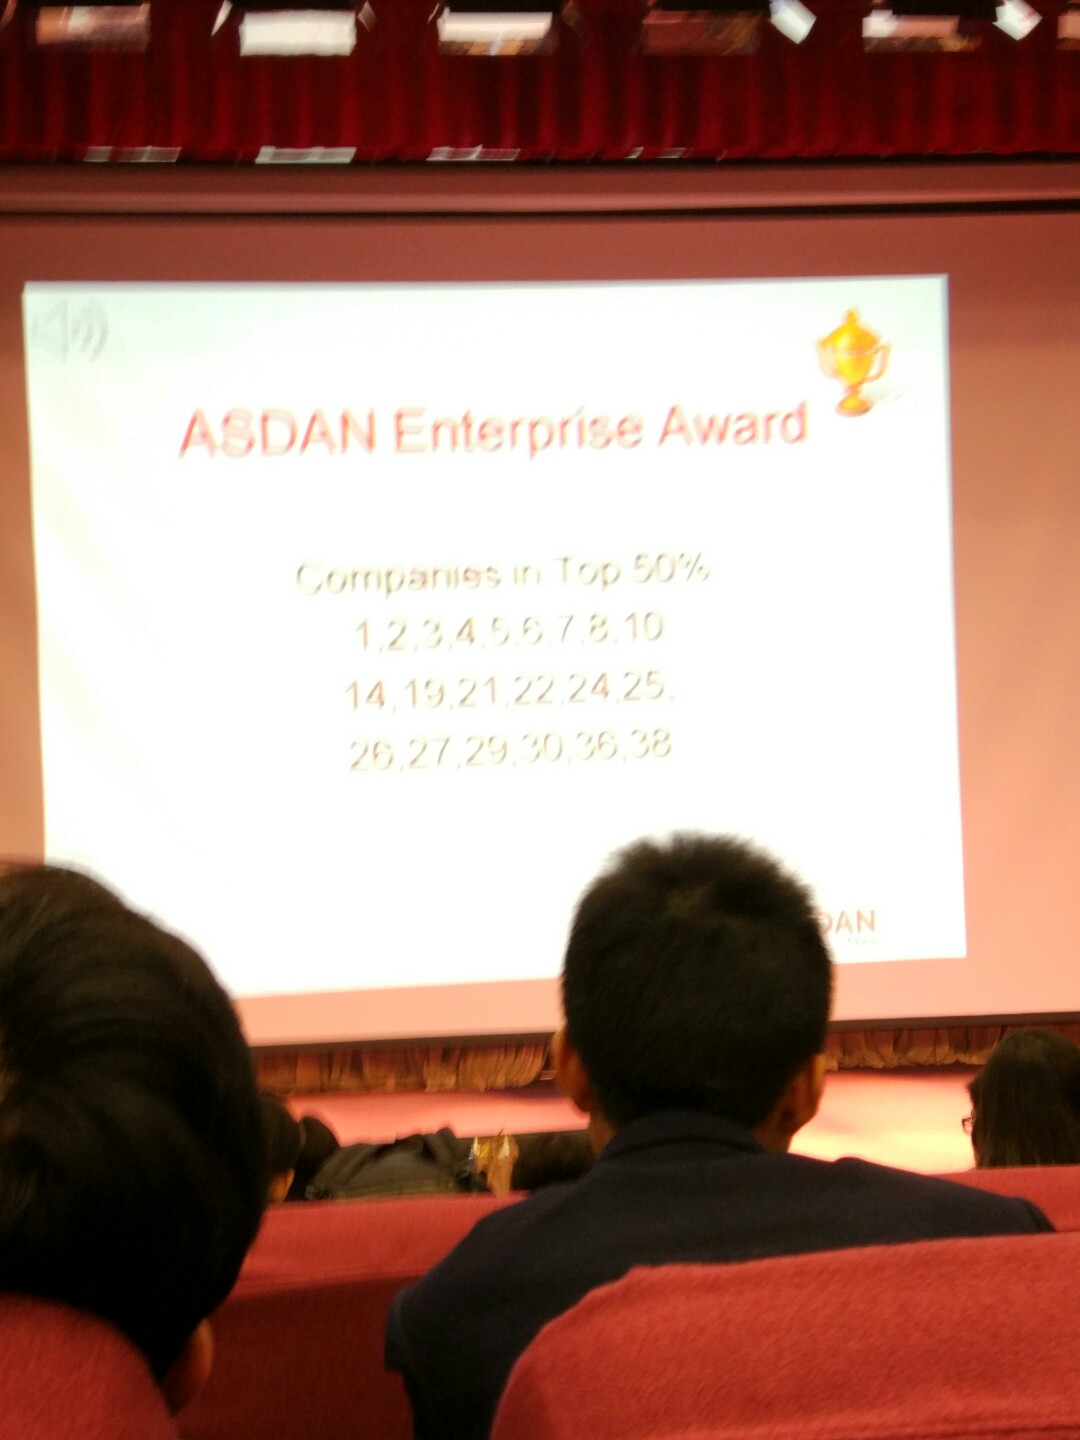 ASDAN Enterprise Award
Companies in Top 50%
1,2,3,4,5,6,7,8,10
14,19,21,22,24,25,
26,27,29,30,36,38
DAN